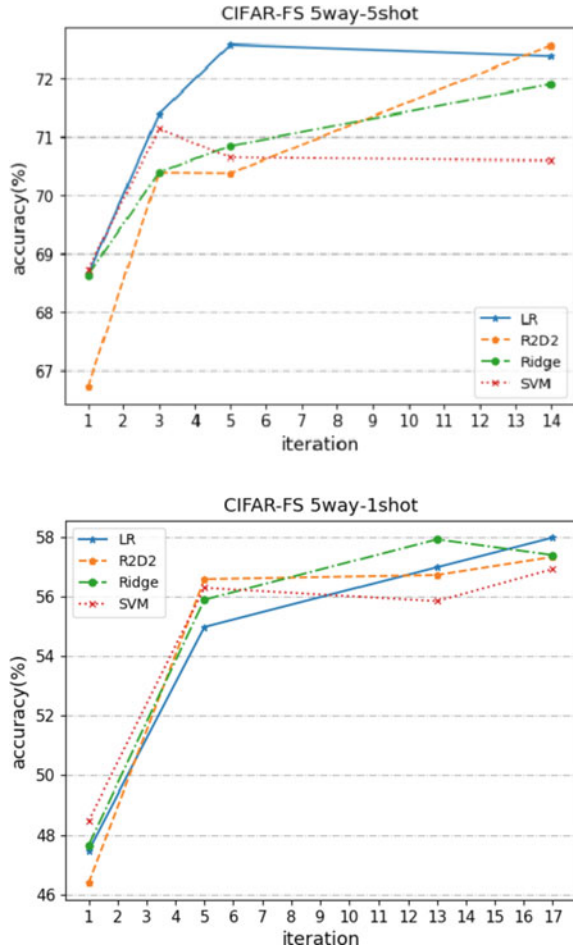 CIFAR-FS 5way-5shot
accuracy(%)
72
71
70
69
68
67
LR
R2D2
Ridge
SVM
1 2 3 4 5 6 7 8 9 10 11 12 13 14
iteration
CIFAR-FS 5way-1shot
accuracy(%)
58
56
54
52
50
48
46
LR
R2D2
Ridge
SVM
1 2 3 4 5 6 7 8 9 10 11 12 13 14 15 16 17
iteration